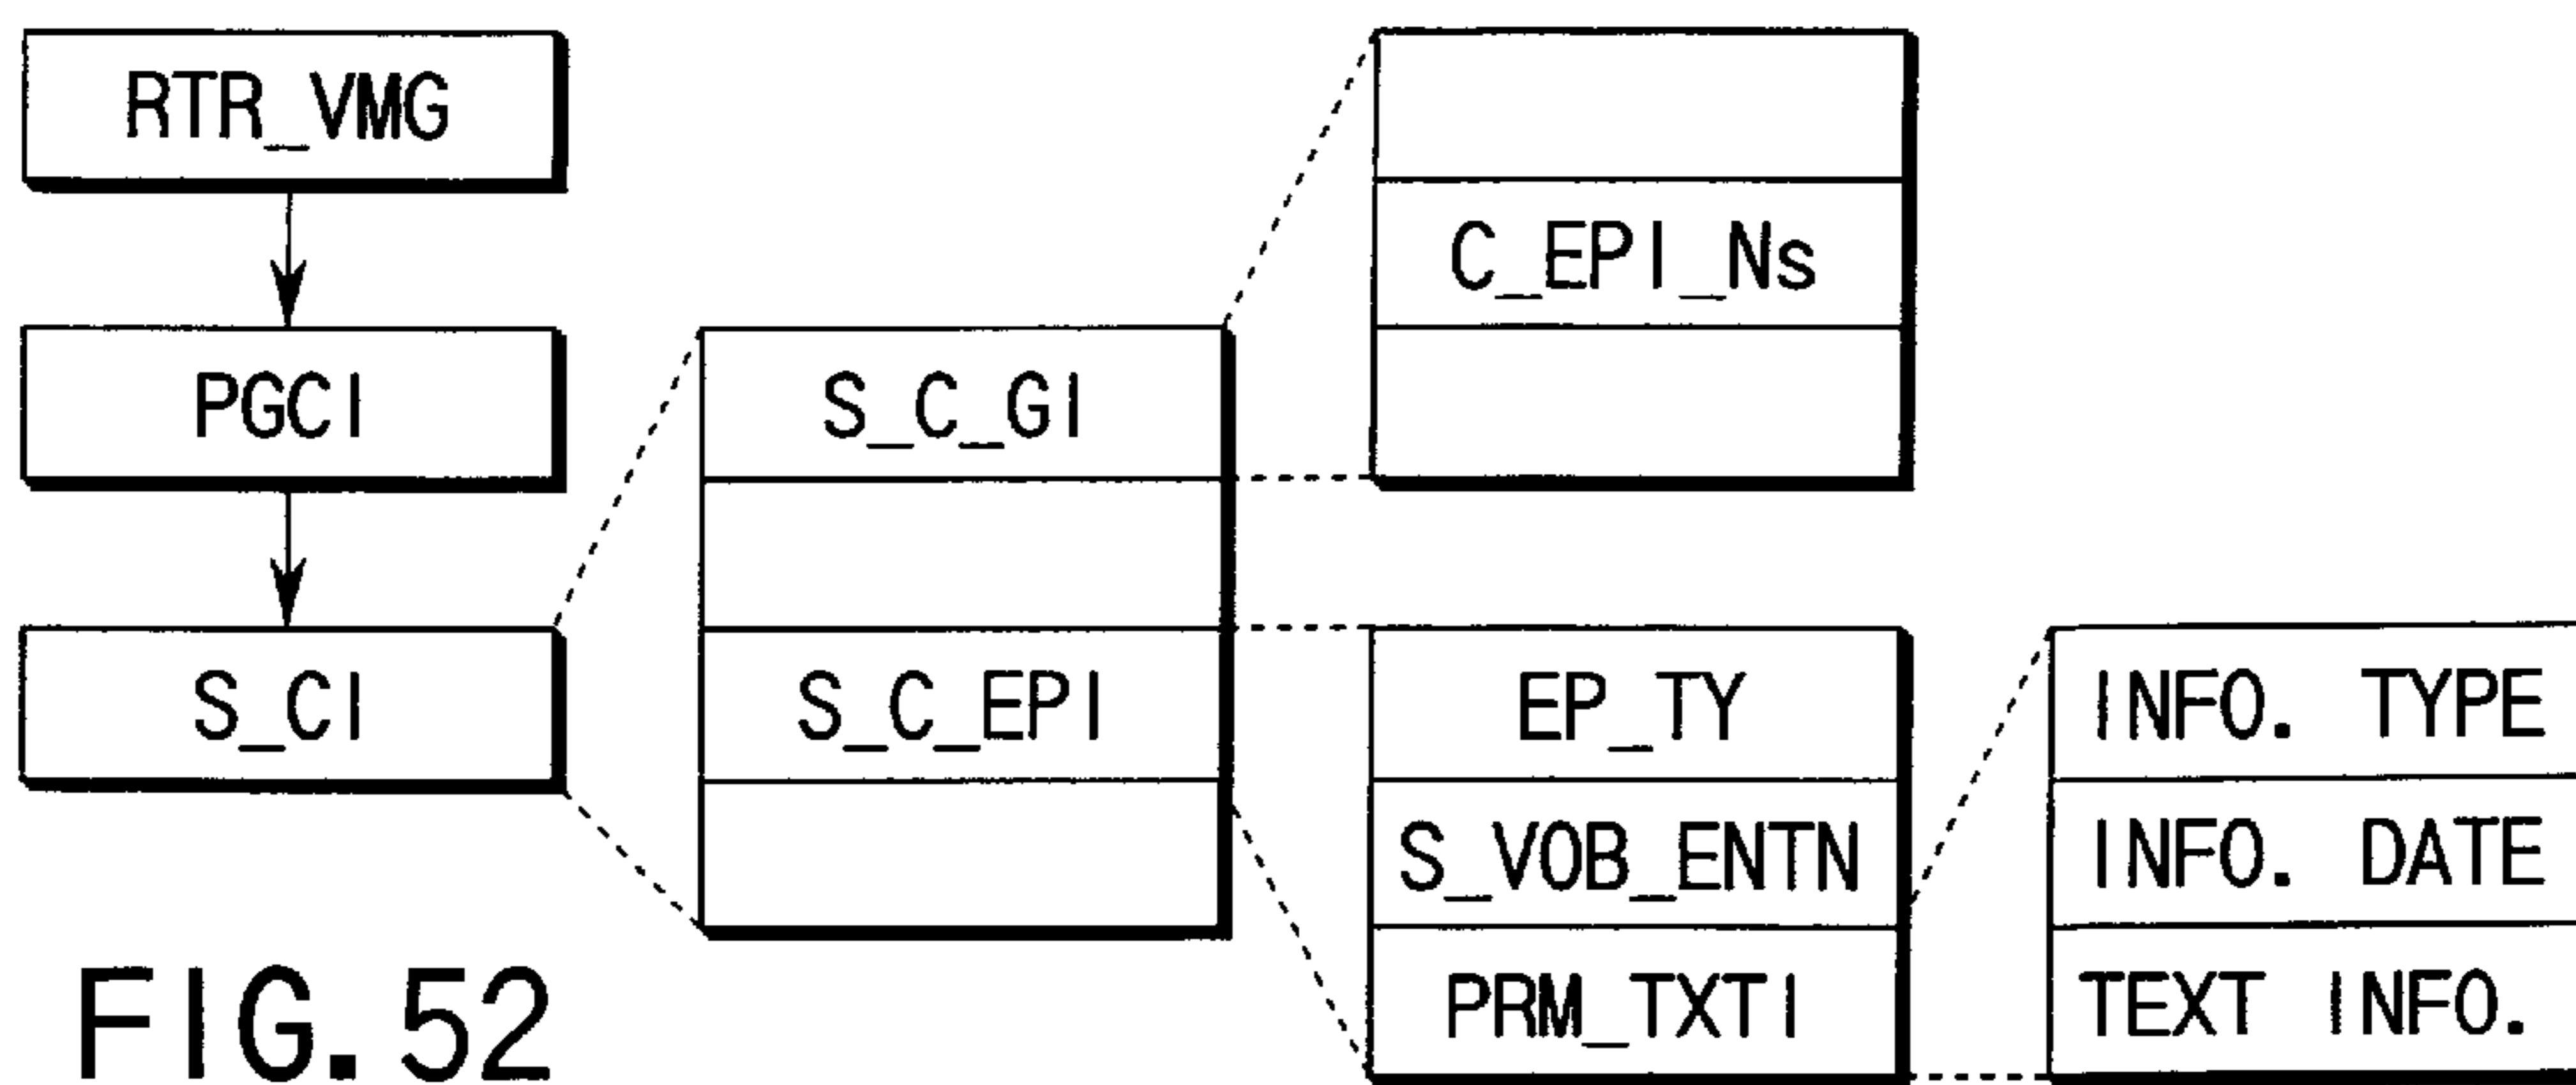 RTR_VMG
PGCI
S_CI
S_C_GI
S_C_EPI
C_EPI_Ns
EP_TY
S_VOB_ENTN
PRM_TXTI
INFO. TYPE
INFO. DATE
TEXT INFO.
FIG.52